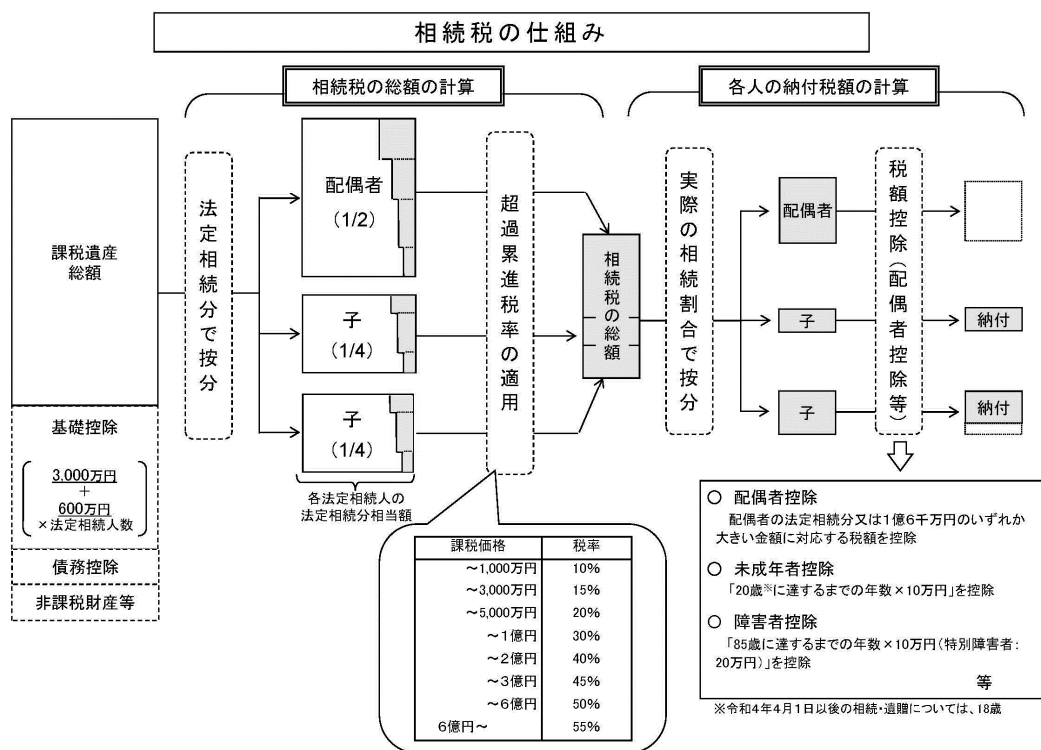 相続税の仕組み
相続税の総額の計算
各人の納付税額の計算
課税遺産
総額
基礎控除
3,000万円
+
600万円
×法定相続人数
債務控除
非課税財産等
法定相続分で按分
配偶者
(1/2)
子
(1/4)
子
(1/4)
各法定相続人の
法定相続分相当額
超過累進税率の適用
課税価格 税率
～1,000万円 10%
～3,000万円 15%
～5,000万円 20%
～1億円 30%
～2億円 40%
～3億円 45%
～6億円 50%
6億円～ 55%
相続税の総額
実際の相続割合で按分
配偶者
子
子
税額控除(配偶者控除等)
納付
納付
○ 配偶者控除
配偶者の法定相続分又は1億6千万円のいずれか
大きい金額に対応する税額を控除
○ 未成年者控除
「20歳※に達するまでの年数×10万円」を控除
○ 障害者控除
「85歳に達するまでの年数×10万円(特別障害者:
20万円)」を控除
等
※令和4年4月1日以後の相続・遺贈については、18歳